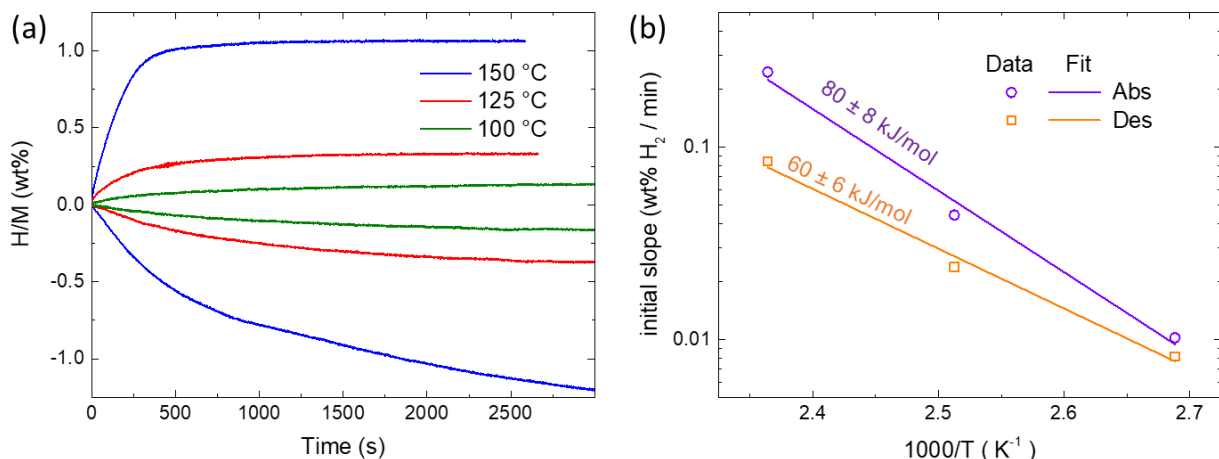 (a)
H/M (wt%)
1.0
0.5
0.0
-0.5
-1.0
150 °C
125 °C
100 °C
0
500
1000
1500
2000
2500
Time (s)
(b)
initial slope (wt% H₂ / min)
0.1
0.01
Data Fit
Abs
Des
80 ± 8 kJ/mol
60 ± 6 kJ/mol
2.4
2.5
2.6
2.7
1000/T ( K⁻¹ )